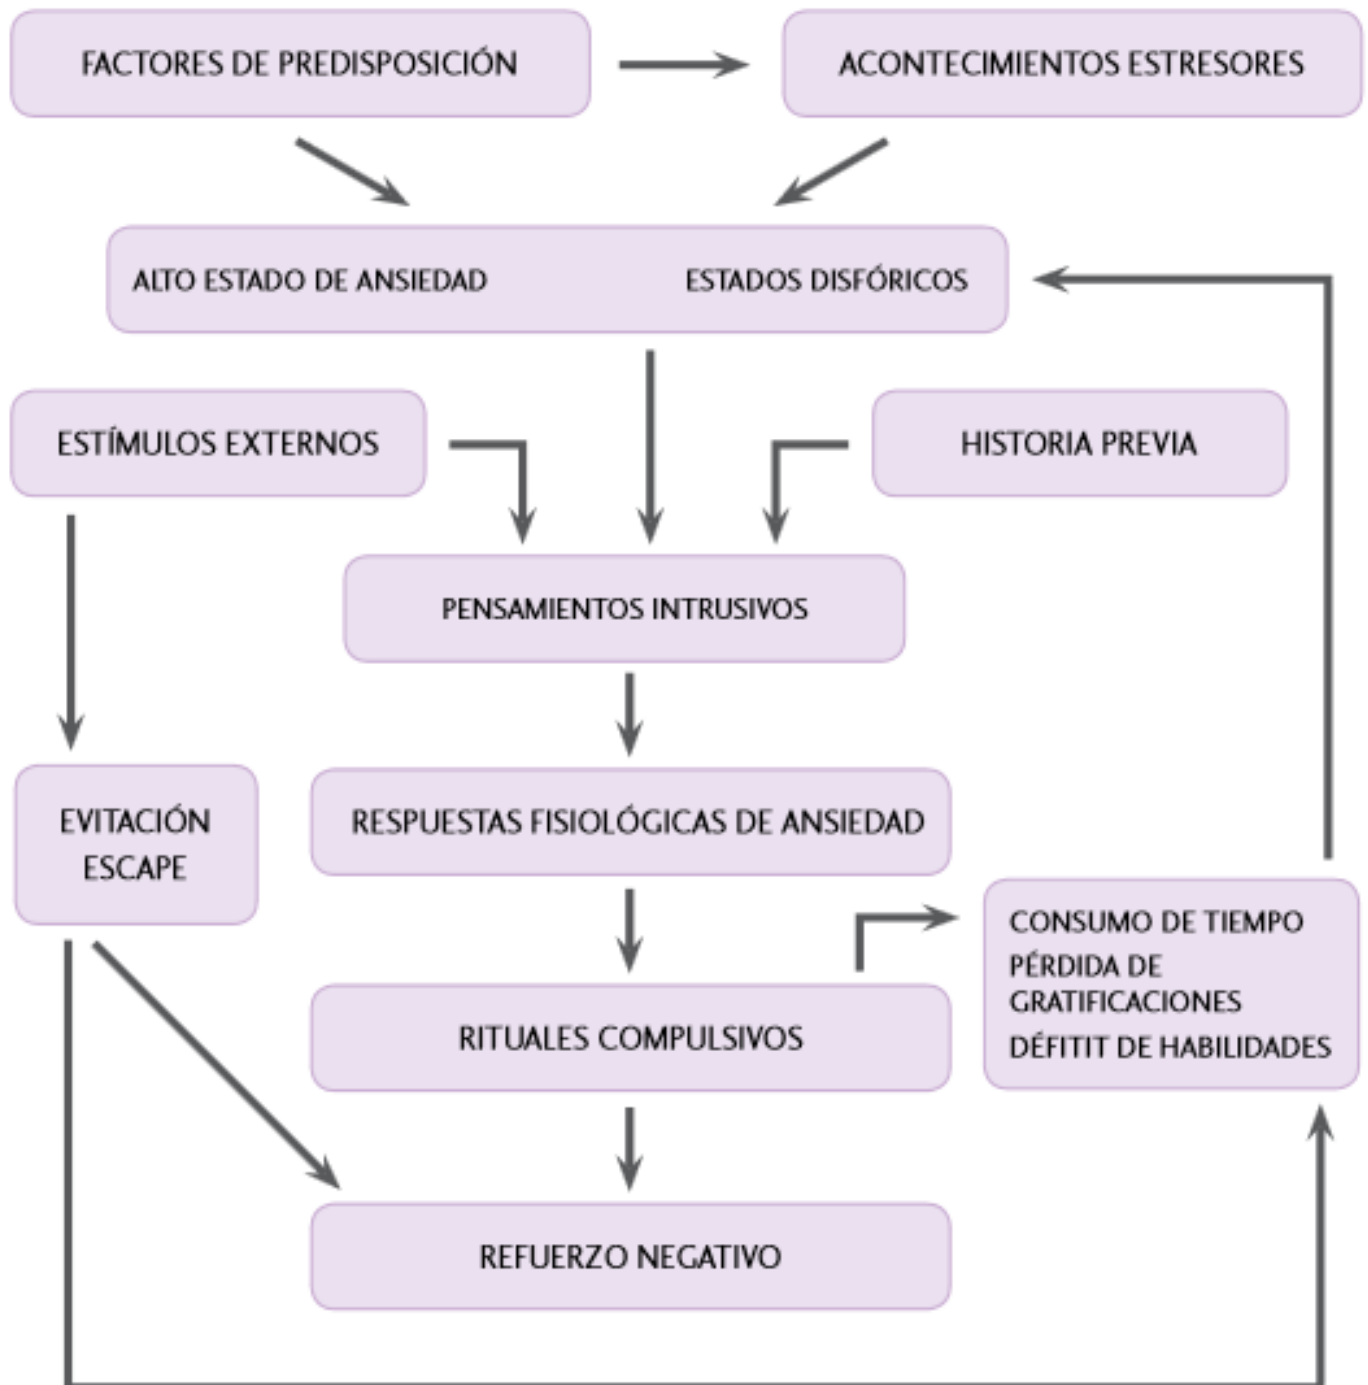 FACTORES DE PREDISPOSICIÓN
ACONTECIMIENTOS ESTRESORES
ALTO ESTADO DE ANSIEDAD
ESTADOS DISFÓRICOS
ESTÍMULOS EXTERNOS
HISTORIA PREVIA
PENSAMIENTOS INTRUSIVOS
EVITACIÓN
ESCAPE
RESPUESTAS FISIOLÓGICAS DE ANSIEDAD
CONSUMO DE TIEMPO
PÉRDIDA DE
GRATIFICACIONES
DÉFITIT DE HABILIDADES
RITUALES COMPULSIVOS
REFUERZO NEGATIVO